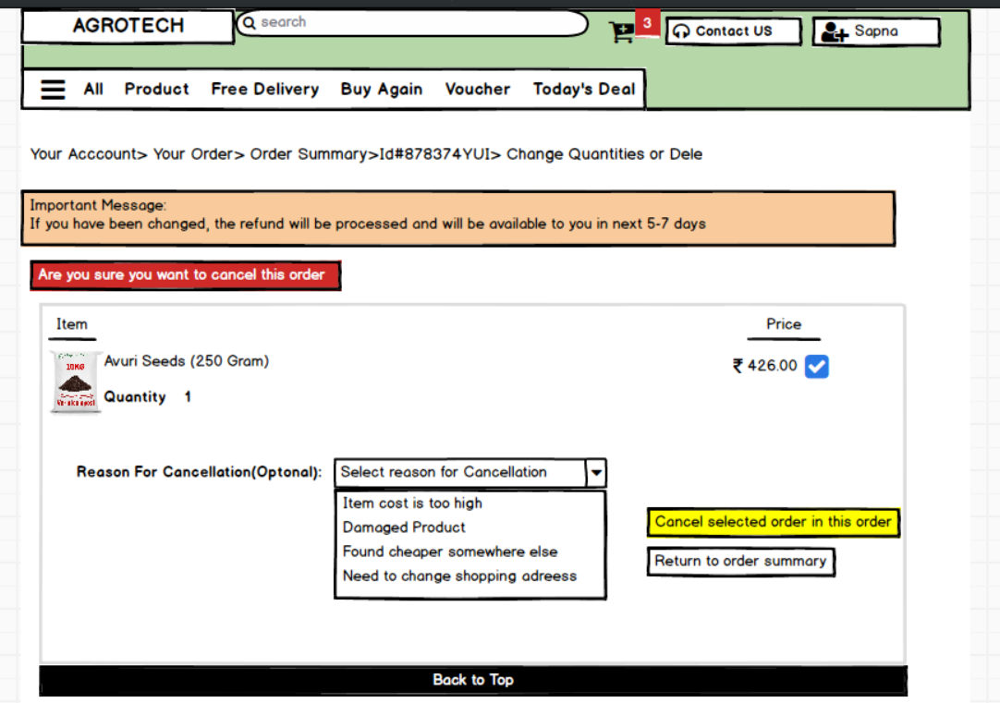 AGROTECH
search
3
Contact US
Sapna
All Product Free Delivery Buy Again Voucher Today's Deal
Your Acccount> Your Order> Order Summary>Id#878374YUI> Change Quantities or Dele
Important Message:
If you have been changed, the refund will be processed and will be available to you in next 5-7 days
Are you sure you want to cancel this order
Item
Price
10KG
Avuri Seeds (250 Gram)
₹ 426.00
Quantity 1
Reason For Cancellation(Optonal):
Select reason for Cancellation
Item cost is too high
Damaged Product
Found cheaper somewhere else
Need to change shopping adreess
Cancel selected order in this order
Return to order summary
Back to Top